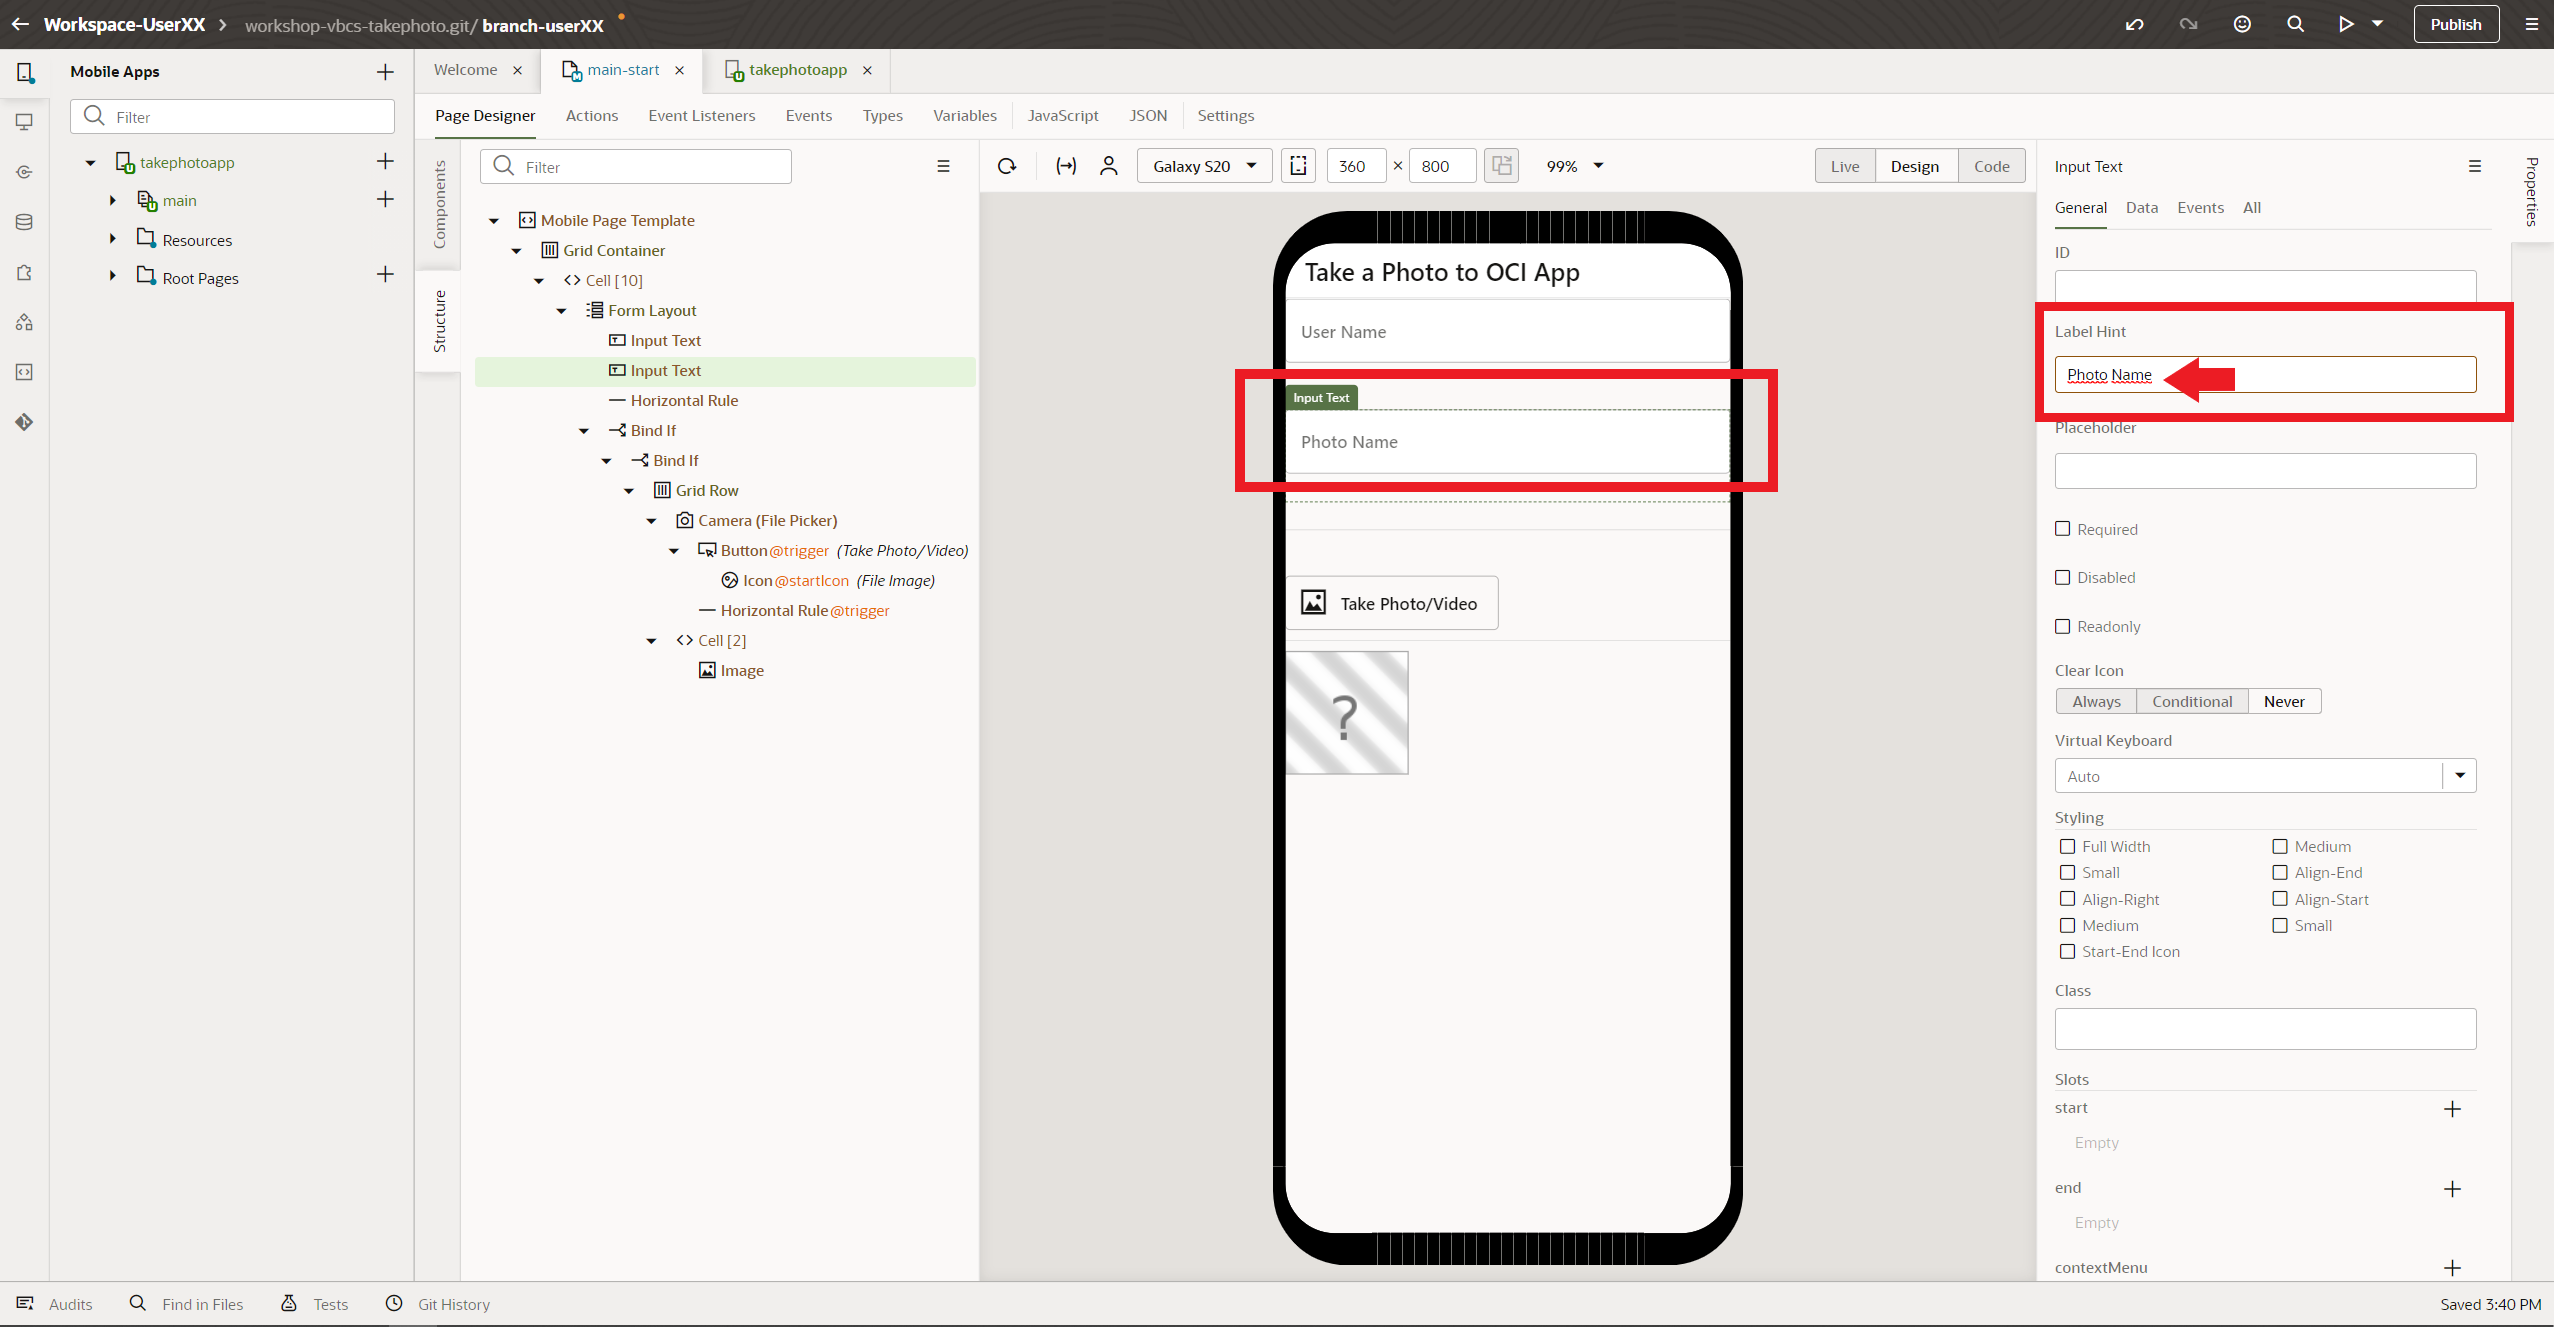 Workspace-UserXX > workshop-vbcs-takephoto.git/ branch-userXX
Publish
Mobile Apps
Filter
takephotoapp
main
Resources
Root Pages
Welcome × main-start × takephotoapp ×
Page Designer Actions Event Listeners Events Types Variables JavaScript JSON Settings
Components
Structure
Filter
Mobile Page Template
Grid Container
Cell [10]
Form Layout
Input Text
Input Text
Horizontal Rule
Bind If
Bind If
Grid Row
Camera (File Picker)
Button@trigger (Take Photo/Video)
Icon@startIcon (File Image)
Horizontal Rule@trigger
Cell [2]
Image
Galaxy S20 360 × 800 99% Live Design Code
Take a Photo to OCI App
User Name
Input Text
Photo Name
Take Photo/Video
?
Input Text
Properties
General Data Events All
ID
Label Hint
Photo Name
Placeholder
Required
Disabled
Readonly
Clear Icon
Always Conditional Never
Virtual Keyboard
Auto
Styling
Full Width Medium
Small Align-End
Align-Right Align-Start
Medium Small
Start-End Icon
Class
Slots
start
Empty
end
Empty
contextMenu
Audits Find in Files Tests Git History Saved 3:40 PM